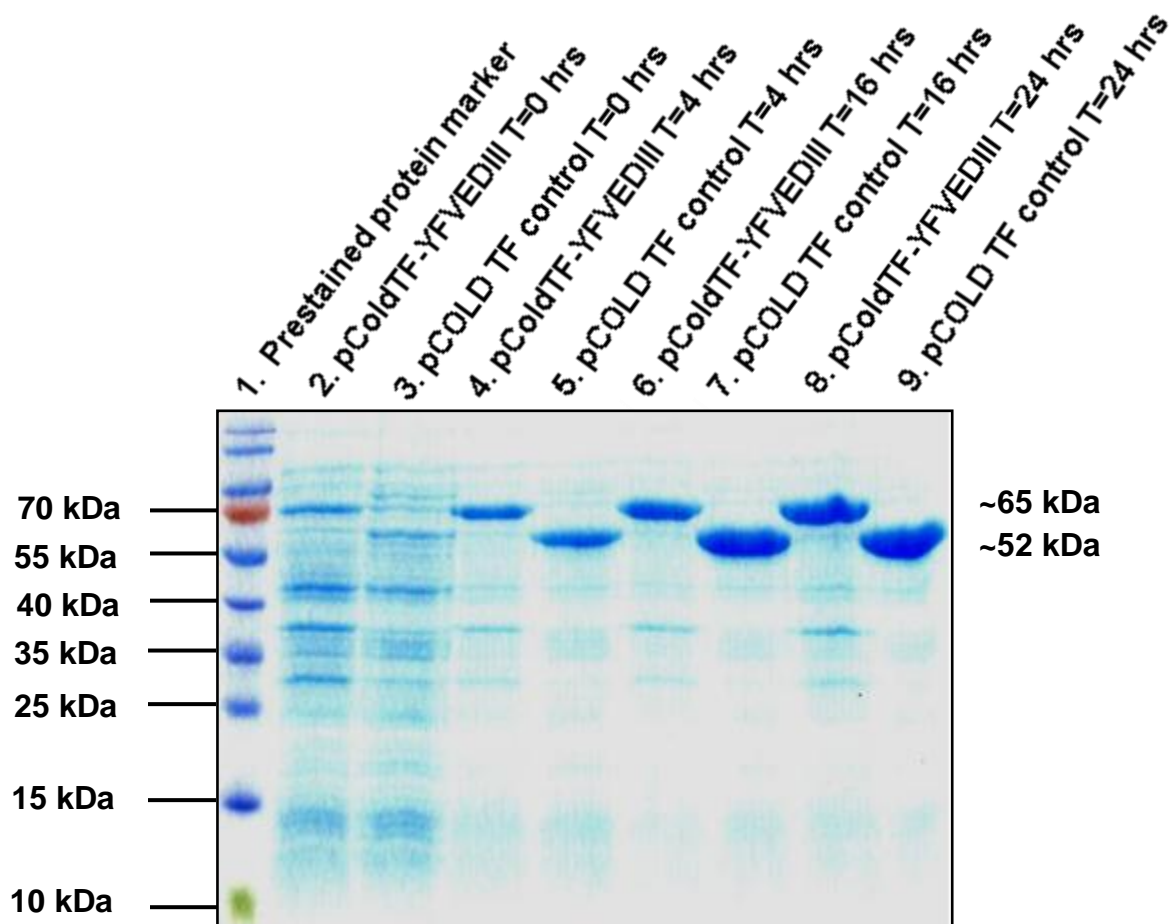 1. Prestained protein marker
2. pColdTF-YFVEDIII T=0 hrs
3. pCOLD TF control T=0 hrs
4. pColdTF-YFVEDIII T=4 hrs
5. pCOLD TF control T=4 hrs
6. pColdTF-YFVEDIII T=16 hrs
7. pCOLD TF control T=16 hrs
8. pColdTF-YFVEDIII T=24 hrs
9. pCOLD TF control T=24 hrs
70 kDa
55 kDa
40 kDa
35 kDa
25 kDa
15 kDa
10 kDa
~65 kDa
~52 kDa